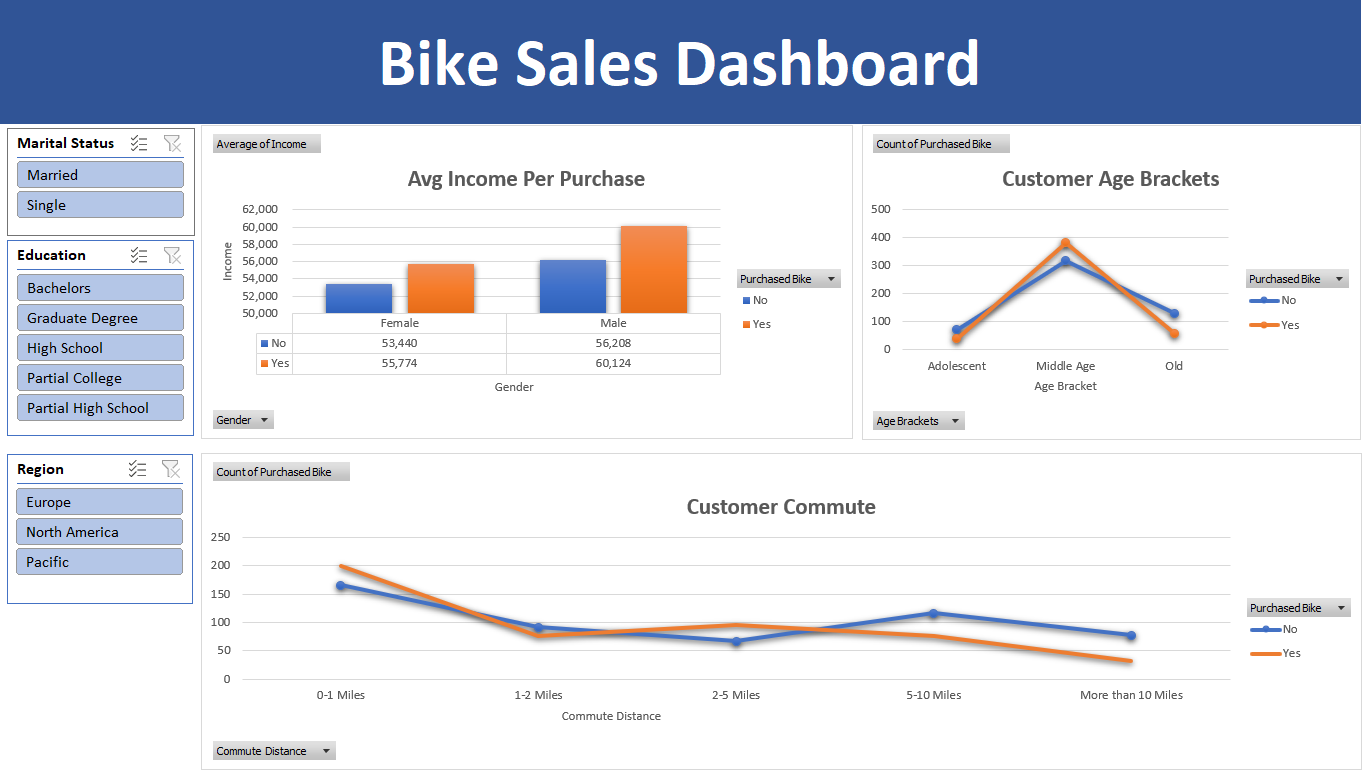 Bike Sales Dashboard
Marital Status
Married
Single
Education
Bachelors
Graduate Degree
High School
Partial College
Partial High School
Region
Europe
North America
Pacific
Average of Income
Avg Income Per Purchase
62,000
60,000
58,000
56,000
54,000
52,000
50,000
Income
Female Male
No 53,440 56,208
Yes 55,774 60,124
Gender
Purchased Bike
No
Yes
Gender
Count of Purchased Bike
Customer Age Brackets
500
400
300
200
100
0
Adolescent Middle Age Old
Age Bracket
Purchased Bike
No
Yes
Age Brackets
Count of Purchased Bike
Customer Commute
250
200
150
100
50
0
0-1 Miles 1-2 Miles 2-5 Miles 5-10 Miles More than 10 Miles
Commute Distance
Purchased Bike
No
Yes
Commute Distance